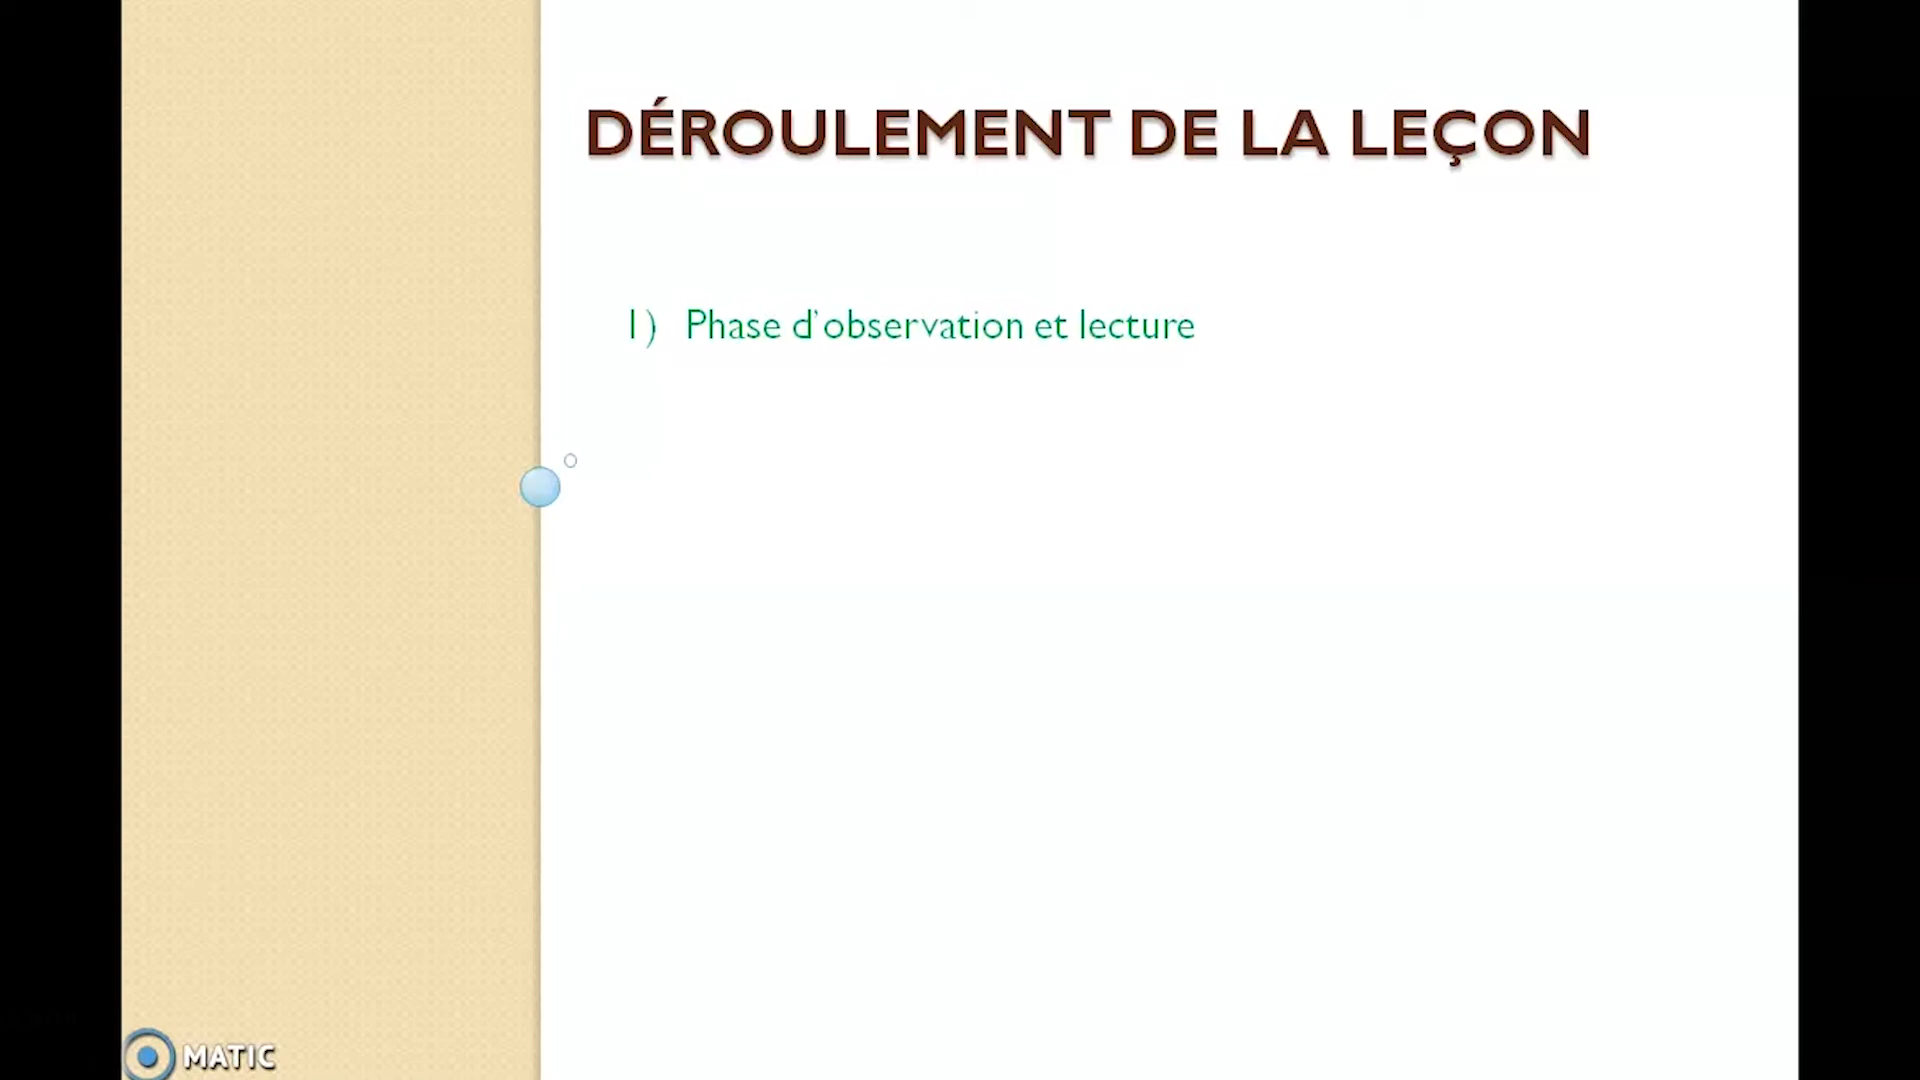 DÉROULEMENT DE LA LEÇON
1) Phase d'observation et lecture
MATIC